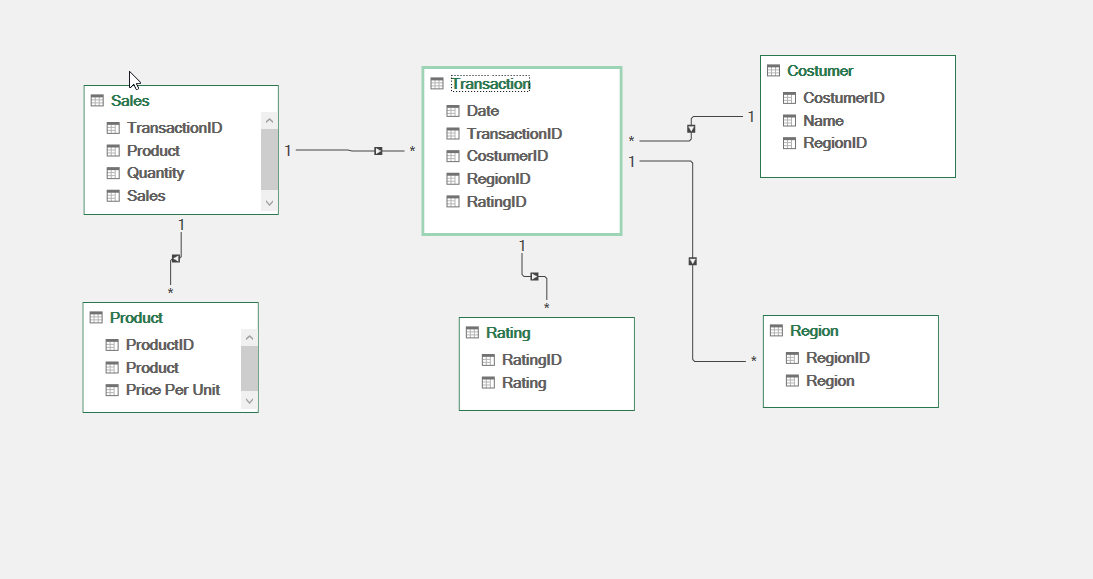 Sales
TransactionID
Product
Quantity
Sales
1
*
Transaction
Date
TransactionID
CostumerID
RegionID
RatingID
*
1
1
Costumer
CostumerID
Name
RegionID
1
*
Product
ProductID
Product
Price Per Unit
1
*
Rating
RatingID
Rating
*
Region
RegionID
Region